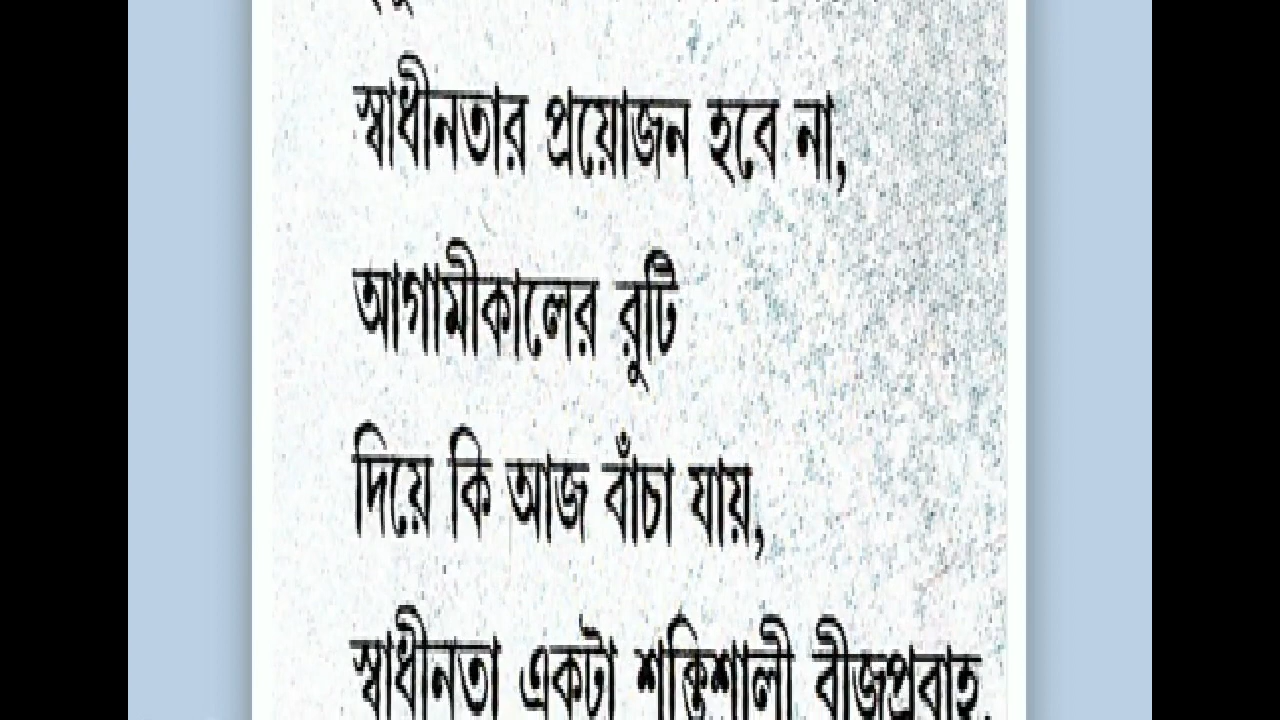 স্বাধীনতার প্রয়োজন হবে না,
আগামীকালের রুটি
দিয়ে কি আজ বাঁচা যায়,
স্বাধীনতা একটা শক্তিশালী বীজপ্রবাহ,